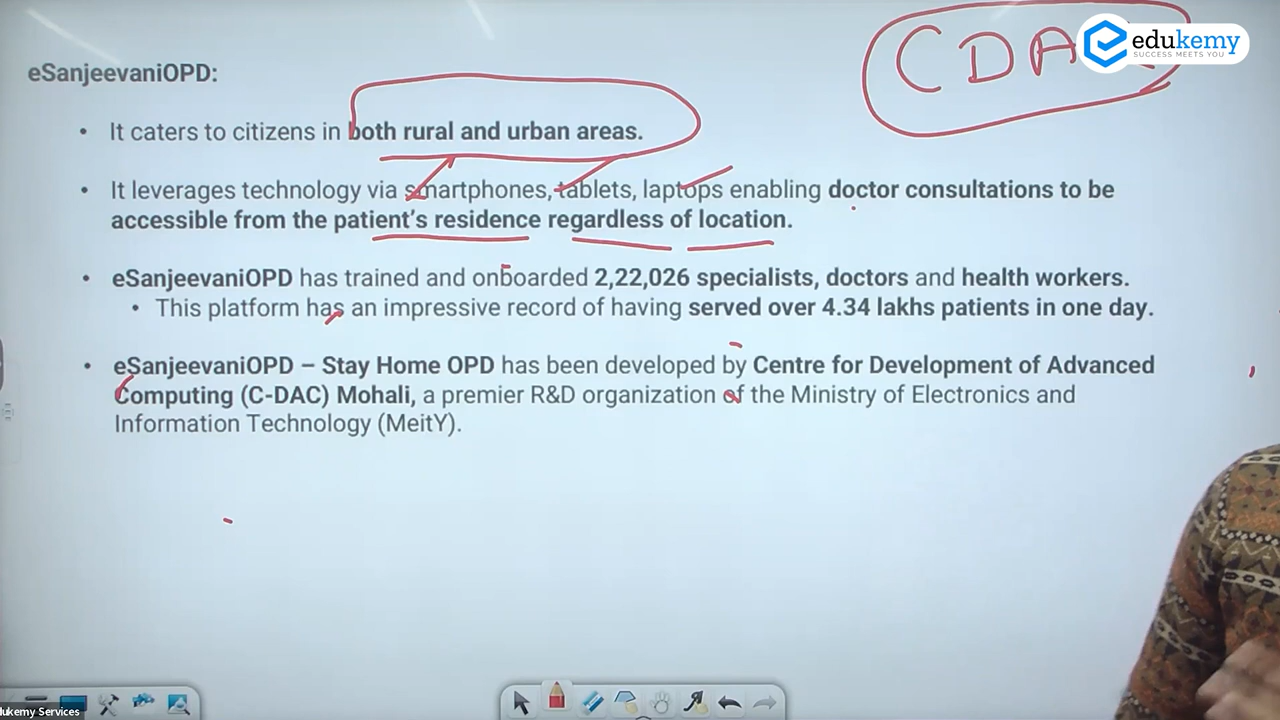 CDA
edukemy
SUCCESS MEETS YOU
eSanjeevaniOPD:
• It caters to citizens in both rural and urban areas.
• It leverages technology via smartphones, tablets, laptops enabling doctor consultations to be
accessible from the patient's residence regardless of location.
• eSanjeevaniOPD has trained and onboarded 2,22,026 specialists, doctors and health workers.
• This platform has an impressive record of having served over 4.34 lakhs patients in one day.
• eSanjeevaniOPD – Stay Home OPD has been developed by Centre for Development of Advanced
Computing (C-DAC) Mohali, a premier R&D organization of the Ministry of Electronics and
Information Technology (MeitY).
dukemy Services